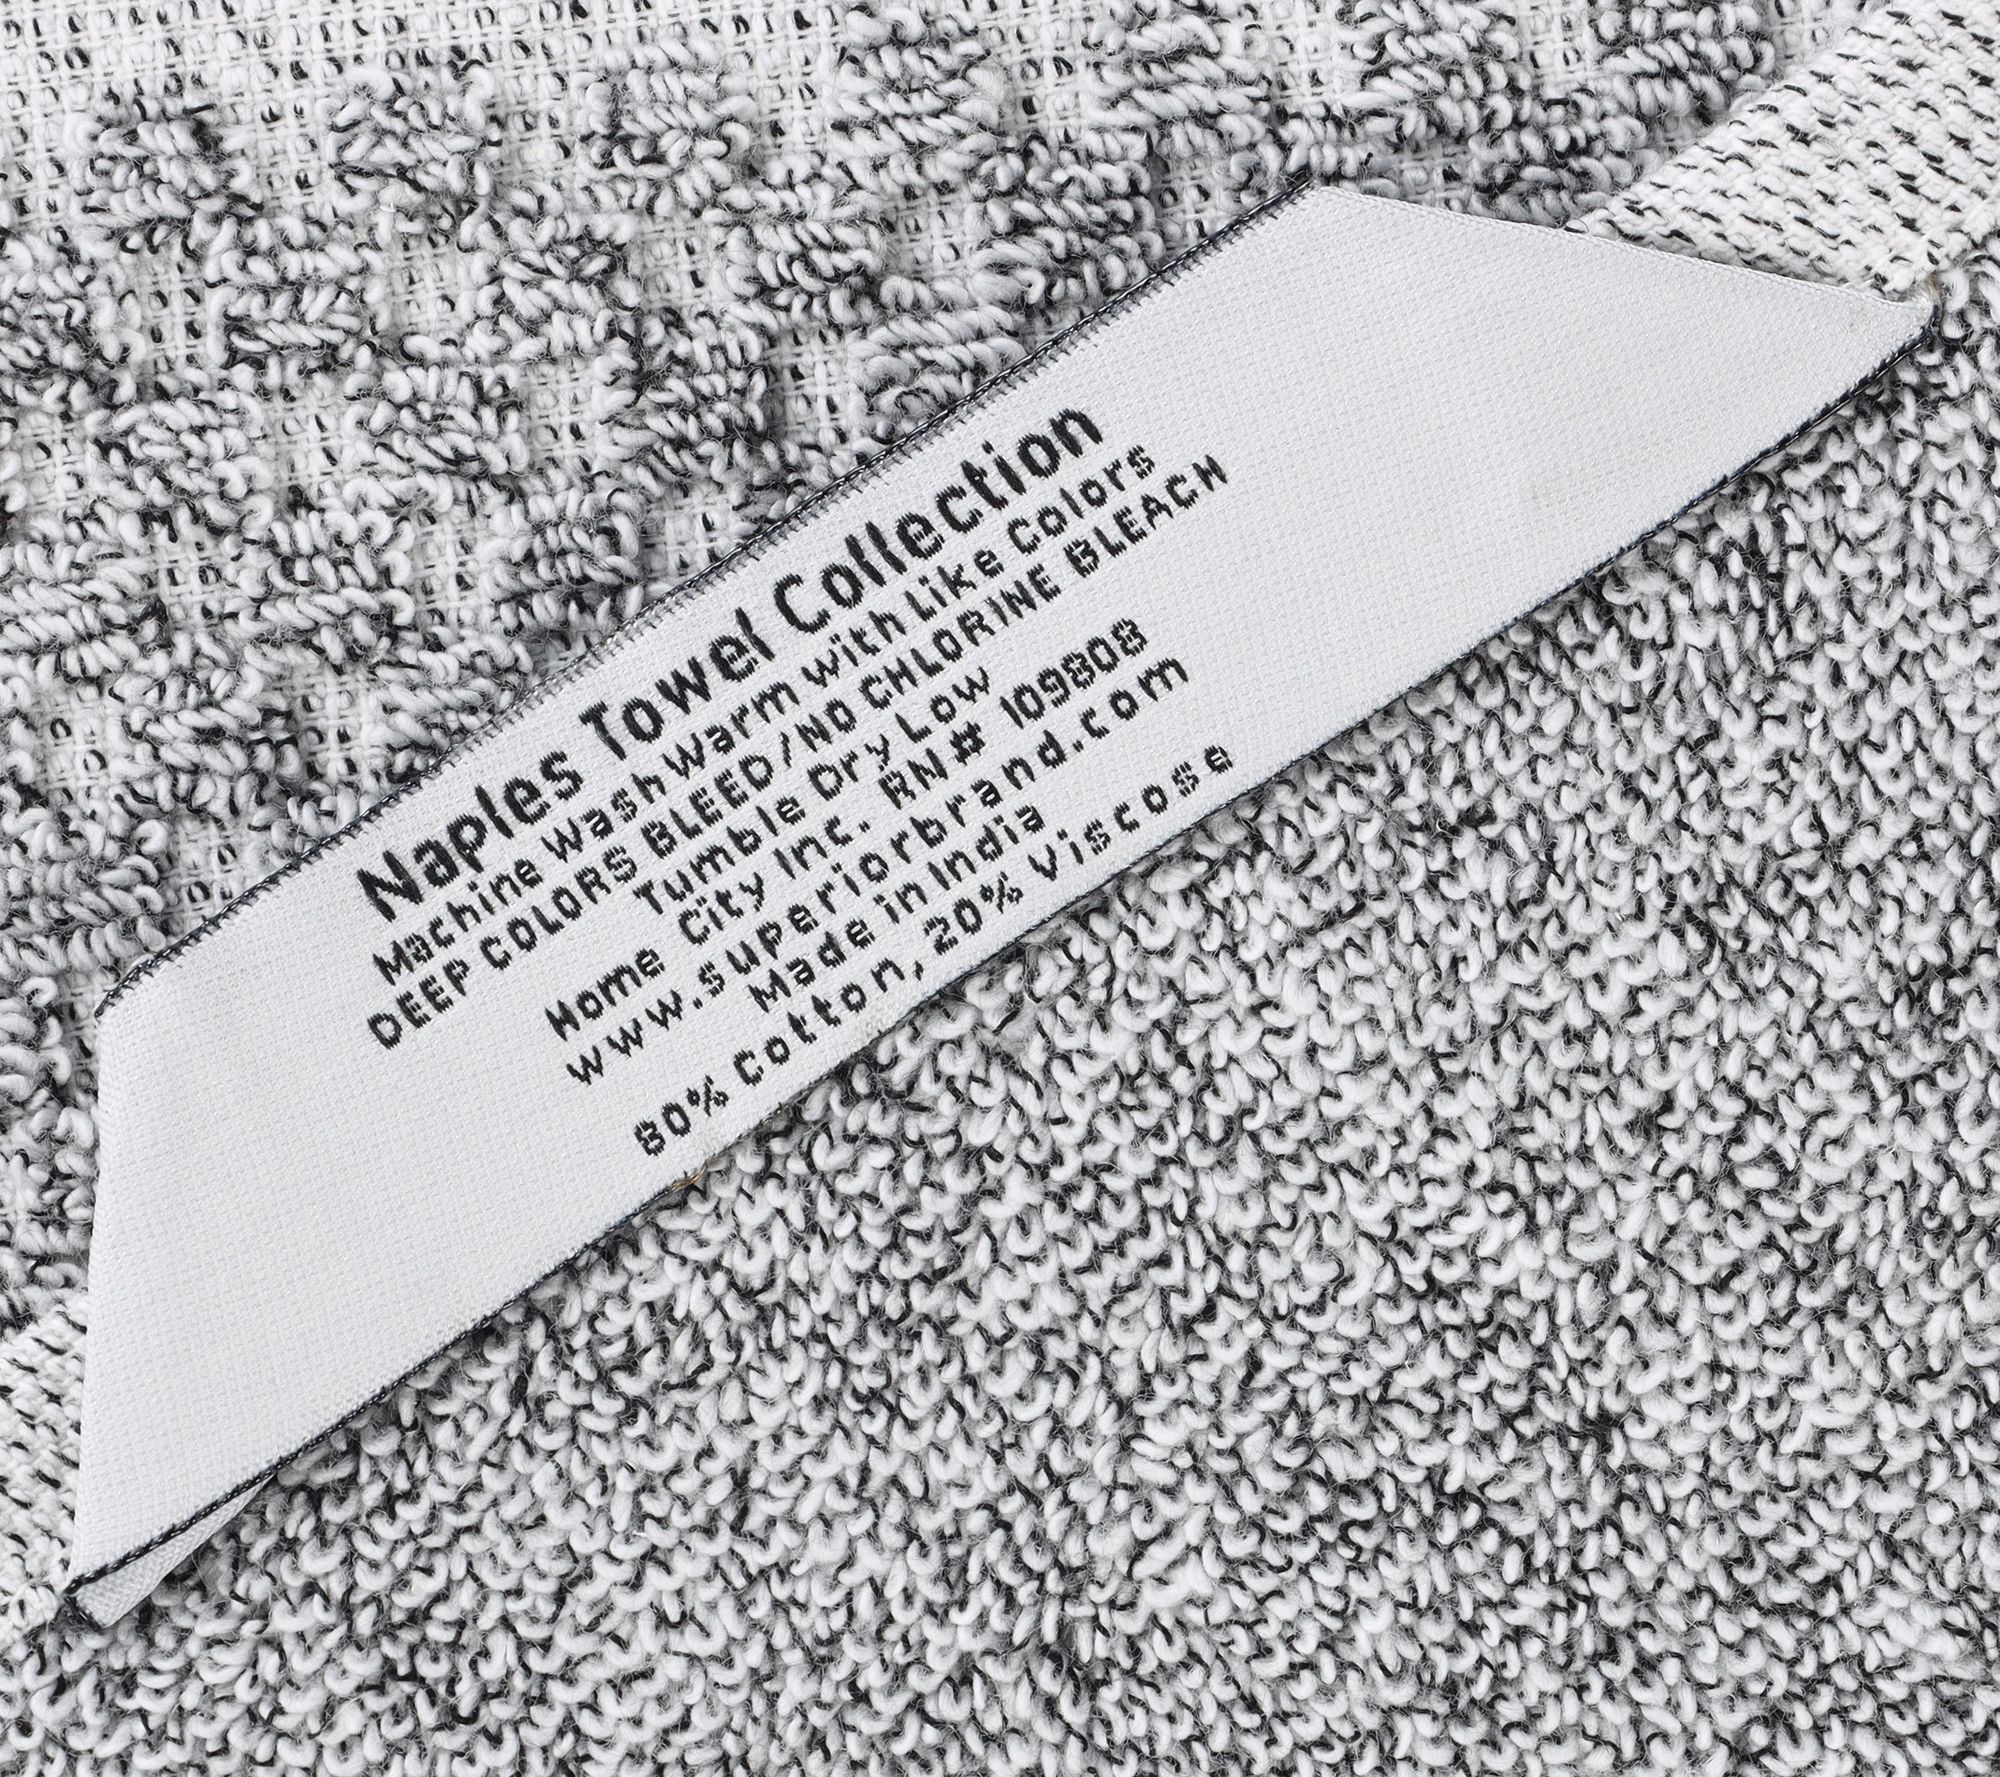 Naples Towel Collection
Machine Wash Warm with Like Colors
DEEP COLORS BLEED/NO CHLORINE BLEACH
Tumble Dry Low
Home City Inc. RN# 109808
www.superiorbrand.com
Made in India
80% Cotton, 20% Viscose